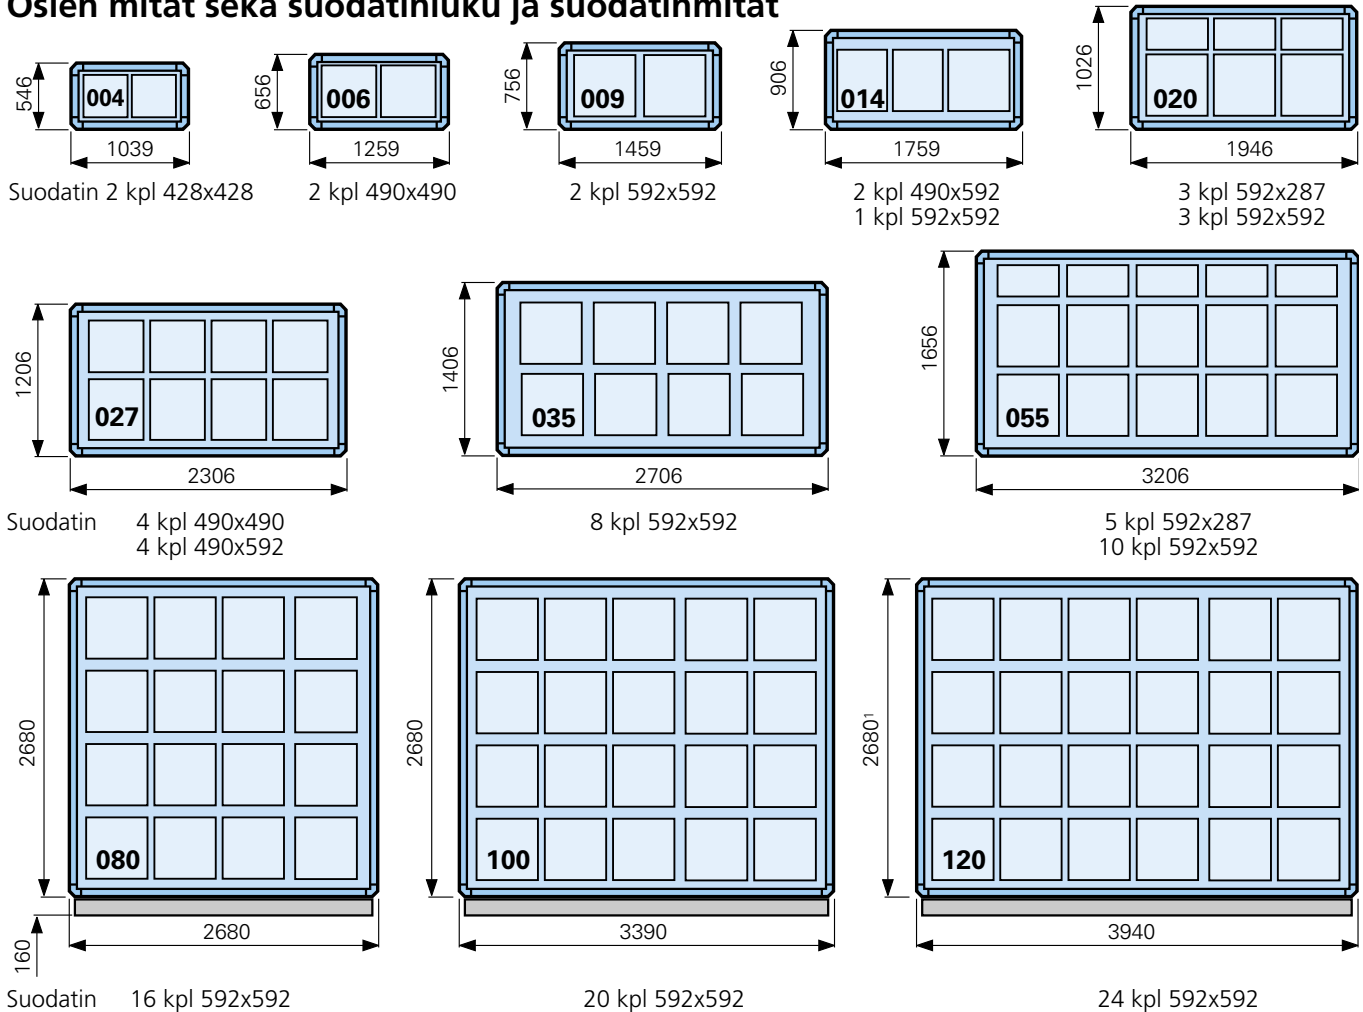 Osien mitat sekä suodatinluku ja suodatinmitat
546 004 656 006 756 009 906 014 1026 020
1039 1259 1459 1759 1946
Suodatin 2 kpl 428x428 2 kpl 490x490 2 kpl 592x592 2 kpl 490x592 3 kpl 592x287
1 kpl 592x592 3 kpl 592x592
1206 027 1406 035 1656 055
2306 2706 3206
Suodatin 4 kpl 490x490 8 kpl 592x592 5 kpl 592x287
4 kpl 490x592 10 kpl 592x592
2680 080 2680 100 2680¹ 120
160 2680 3390 3940
Suodatin 16 kpl 592x592 20 kpl 592x592 24 kpl 592x592